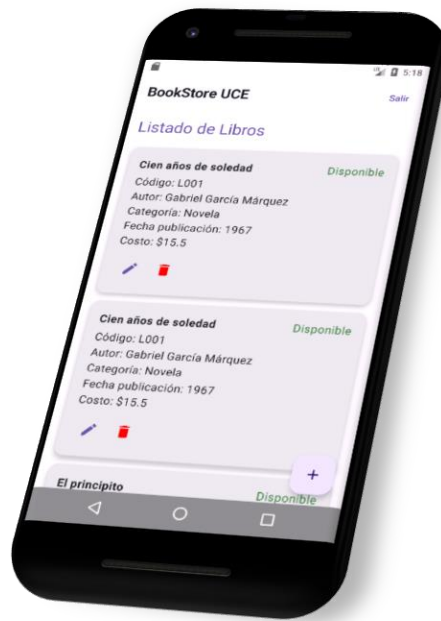 5:18
BookStore UCE
Salir
Listado de Libros
Cien años de soledad
Disponible
Código: L001
Autor: Gabriel García Márquez
Categoría: Novela
Fecha publicación: 1967
Costo: $15.5
Cien años de soledad
Disponible
Código: L001
Autor: Gabriel García Márquez
Categoría: Novela
Fecha publicación: 1967
Costo: $15.5
+
El principito
Disponible